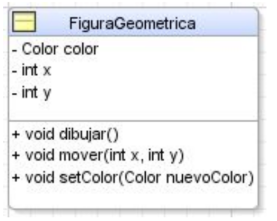 FiguraGeometrica
- Color color
- int x
- int y
+ void dibujar()
+ void mover(int x, int y)
+ void setColor(Color nuevoColor)